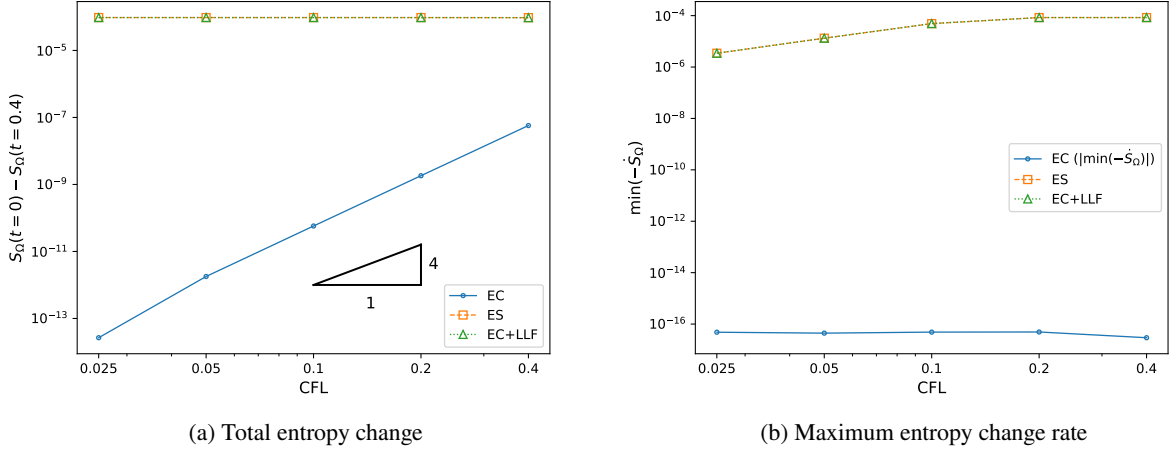 S_Ω(t = 0) − S_Ω(t = 0.4)
10^{−5}
10^{−7}
10^{−9}
10^{−11}
10^{−13}
4
1
EC
ES
EC+LLF
0.025 0.05 0.1 0.2 0.4
CFL
(a) Total entropy change
min(−Ṡ_Ω)
10^{−4}
10^{−6}
10^{−8}
10^{−10}
10^{−12}
10^{−14}
10^{−16}
EC (|min(−Ṡ_Ω)|)
ES
EC+LLF
0.025 0.05 0.1 0.2 0.4
CFL
(b) Maximum entropy change rate